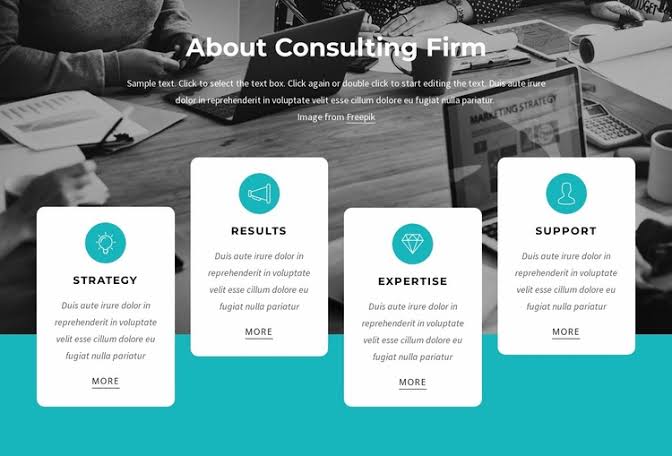 About Consulting Firm
Sample text. Click to select the text box. Click again or double click to start editing the text. Duis aute irure
dolor in reprehenderit in voluptate velit esse cillum dolore eu fugiat nulla pariatur.
Image from Freepik
MARKETING STRATEGY
STRATEGY
Duis aute irure dolor in
reprehenderit in voluptate
velit esse cillum dolore eu
fugiat nulla pariatur
MORE
RESULTS
Duis aute irure dolor in
reprehenderit in voluptate
velit esse cillum dolore eu
fugiat nulla pariatur
MORE
EXPERTISE
Duis aute irure dolor in
reprehenderit in voluptate
velit esse cillum dolore eu
fugiat nulla pariatur
MORE
SUPPORT
Duis aute irure dolor in
reprehenderit in voluptate
velit esse cillum dolore eu
fugiat nulla pariatur
MORE